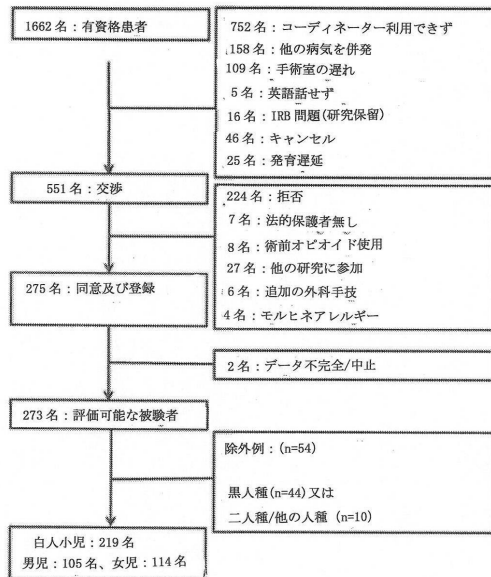 1662 名：有資格患者
752 名：コーディネーター利用できず
158 名：他の病気を併発
109 名：手術室の遅れ
5 名：英語話せず
16 名：IRB 問題(研究保留)
46 名：キャンセル
25 名：発育遅延
551 名：交渉
224 名：拒否
7 名：法的保護者無し
8 名：術前オピオイド使用
27 名：他の研究に参加
6 名：追加の外科手技
4 名：モルヒネアレルギー
275 名：同意及び登録
2 名：データ不完全/中止
273 名：評価可能な被験者
除外例：(n=54)
黒人種(n=44)又は
二人種/他の人種 (n=10)
白人小児：219 名
男児：105 名、女児：114 名